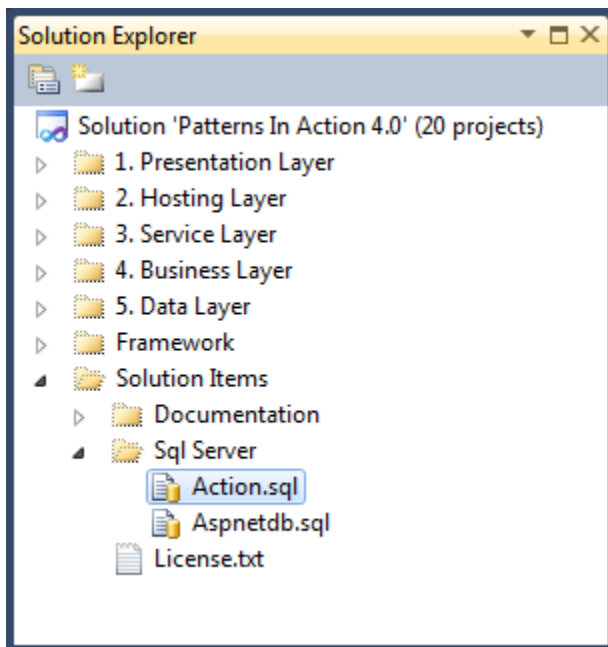 Solution Explorer
Solution 'Patterns In Action 4.0' (20 projects)
1. Presentation Layer
2. Hosting Layer
3. Service Layer
4. Business Layer
5. Data Layer
Framework
Solution Items
Documentation
Sql Server
Action.sql
Aspnetdb.sql
License.txt